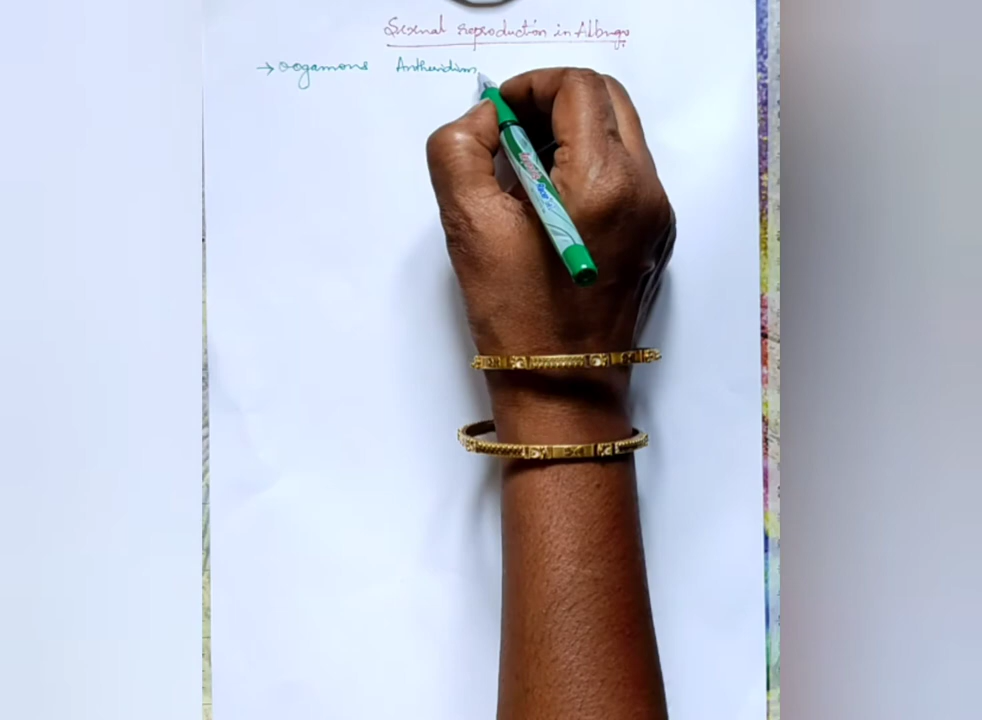 Sexual reproduction in Albugo
→ oogamous Antheridium